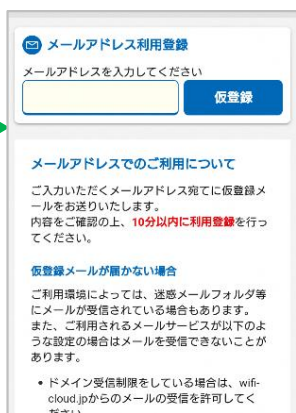 メールアドレス利用登録
メールアドレスを入力してください
仮登録
メールアドレスでのご利用について
ご入力いただくメールアドレス宛てに仮登録メ
ールをお送りいたします。
内容をご確認の上、10分以内に利用登録を行っ
てください。
仮登録メールが届かない場合
ご利用環境によっては、迷惑メールフォルダ等
にメールが受信されている場合もあります。
また、ご利用されるメールサービスが以下のよ
うな設定の場合はメールを受信できないことが
あります。
• ドメイン受信制限をしている場合は、wifi-
cloud.jpからのメールの受信を許可してく
ださい